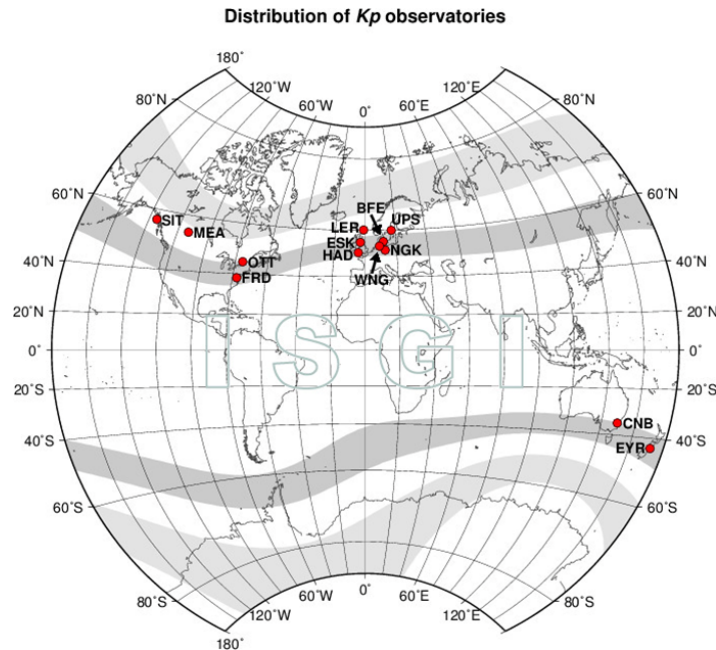 Distribution of Kp observatories
180˚
120˚W
120˚E
80˚N
60˚W
0˚
60˚E
80˚N
60˚N
60˚N
BFE
LER
UPS
SIT
MEA
ESK
HAD
NGK
OTT
FRD
WNG
40˚N
40˚N
20˚N
20˚N
ISGI
0˚
0˚
20˚S
20˚S
CNB
EYR
40˚S
40˚S
60˚S
60˚S
80˚S
80˚S
0˚
60˚W
60˚E
120˚W
120˚E
180˚